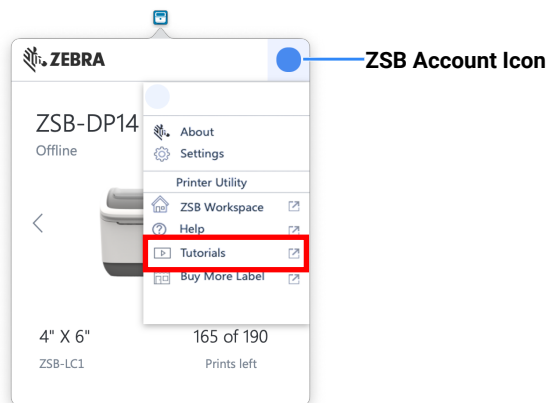 ZEBRA
ZSB Account Icon
ZSB-DP14
Offline
About
Settings
Printer Utility
ZSB Workspace
Help
Tutorials
Buy More Label
4" X 6"
165 of 190
ZSB-LC1
Prints left